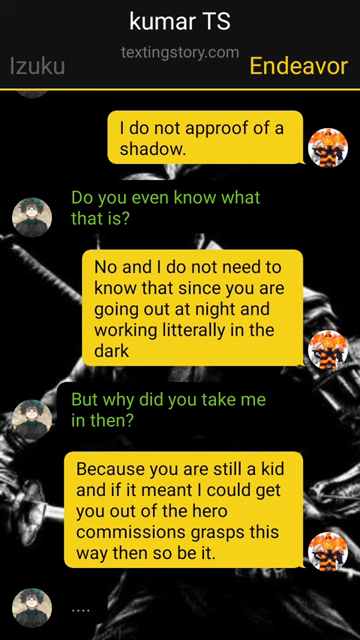 kumar TS
textingstory.com
Izuku
Endeavor
I do not approof of a
shadow.
Do you even know what
that is?
No and I do not need to
know that since you are
going out at night and
working litterally in the
dark
But why did you take me
in then?
Because you are still a kid
and if it meant I could get
you out of the hero
commissions grasps this
way then so be it.
....